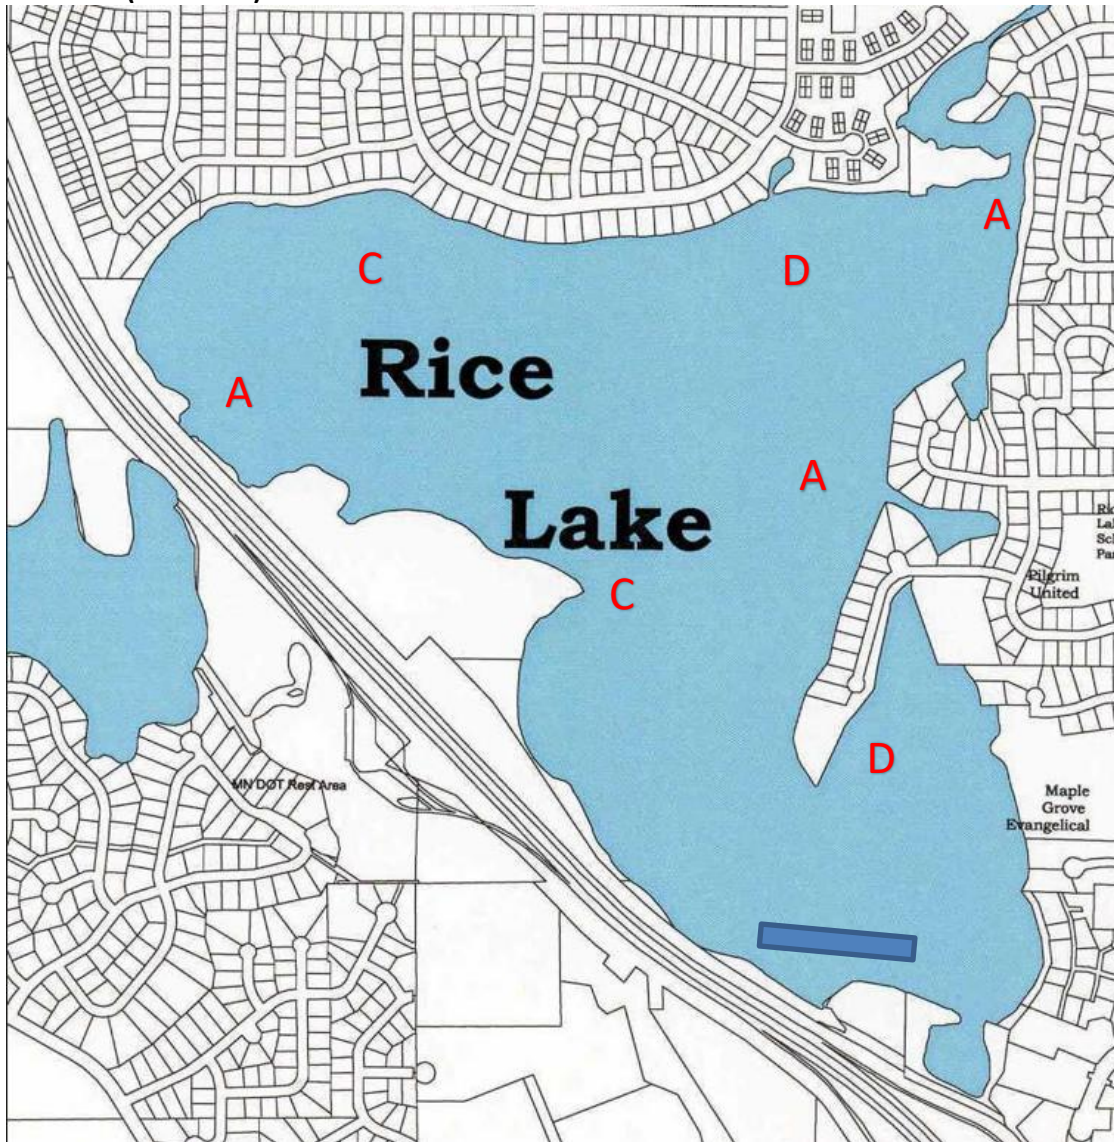 A
C
D
Rice
A
A
Lake
C
Pilgrim
United
D
MN DOT Rest Area
Maple
Grove
Evangelical